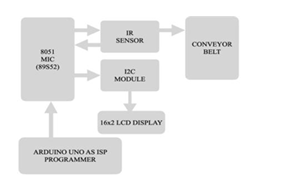 8051
MIC
(89S52)
IR
SENSOR
CONVEYOR
BELT
I2C
MODULE
16x2 LCD DISPLAY
ARDUINO UNO AS ISP
PROGRAMMER